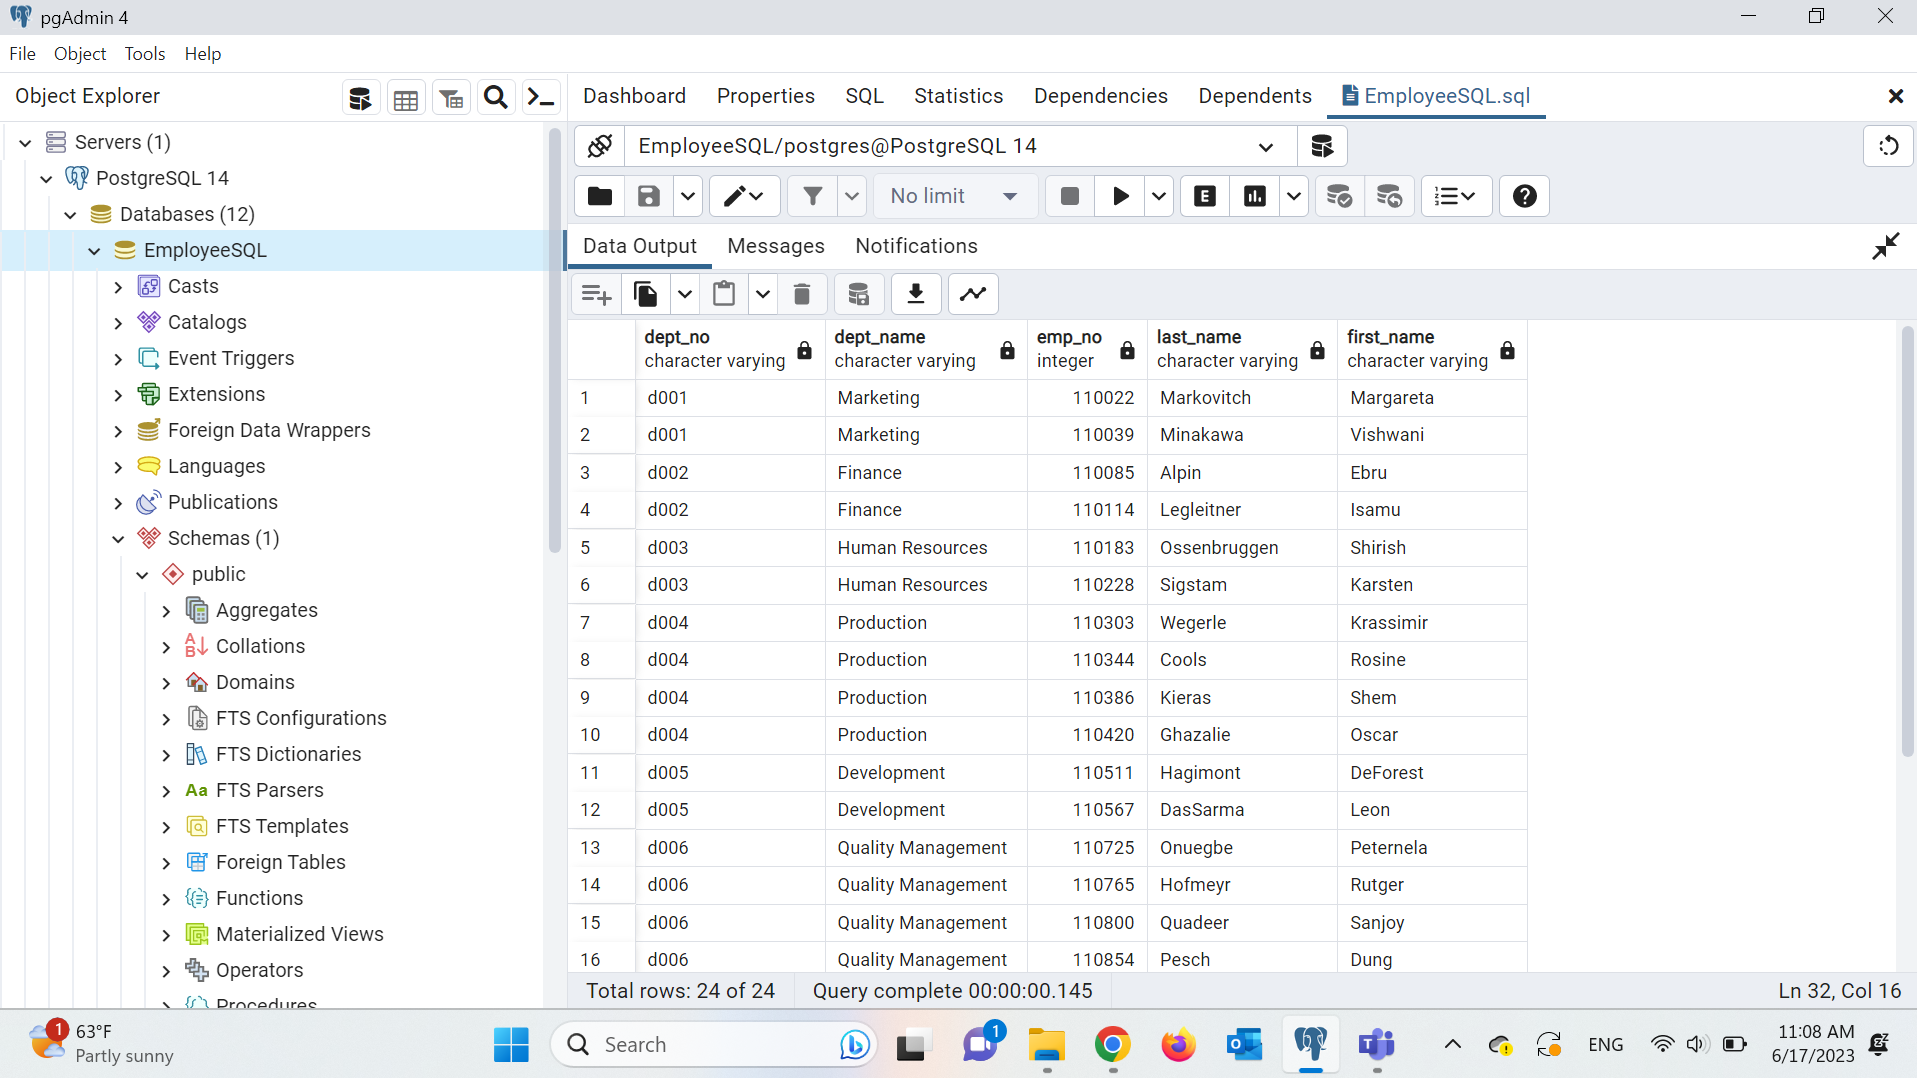 pgAdmin 4
File Object Tools Help
Object Explorer
Dashboard Properties SQL Statistics Dependencies Dependents EmployeeSQL.sql
Servers (1)
PostgreSQL 14
Databases (12)
EmployeeSQL
Casts
Catalogs
Event Triggers
Extensions
Foreign Data Wrappers
Languages
Publications
Schemas (1)
public
Aggregates
Collations
Domains
FTS Configurations
FTS Dictionaries
Aa FTS Parsers
FTS Templates
Foreign Tables
Functions
Materialized Views
Operators
Procedures
EmployeeSQL/postgres@PostgreSQL 14
No limit
E
Data Output Messages Notifications
dept_no dept_name emp_no last_name first_name
character varying character varying integer character varying character varying
1 d001 Marketing 110022 Markovitch Margareta
2 d001 Marketing 110039 Minakawa Vishwani
3 d002 Finance 110085 Alpin Ebru
4 d002 Finance 110114 Legleitner Isamu
5 d003 Human Resources 110183 Ossenbruggen Shirish
6 d003 Human Resources 110228 Sigstam Karsten
7 d004 Production 110303 Wegerle Krassimir
8 d004 Production 110344 Cools Rosine
9 d004 Production 110386 Kieras Shem
10 d004 Production 110420 Ghazalie Oscar
11 d005 Development 110511 Hagimont DeForest
12 d005 Development 110567 DasSarma Leon
13 d006 Quality Management 110725 Onuegbe Peternela
14 d006 Quality Management 110765 Hofmeyr Rutger
15 d006 Quality Management 110800 Quadeer Sanjoy
16 d006 Quality Management 110854 Pesch Dung
Total rows: 24 of 24 Query complete 00:00:00.145 Ln 32, Col 16
1 63°F
Partly sunny
Search
1
ENG
11:08 AM
6/17/2023